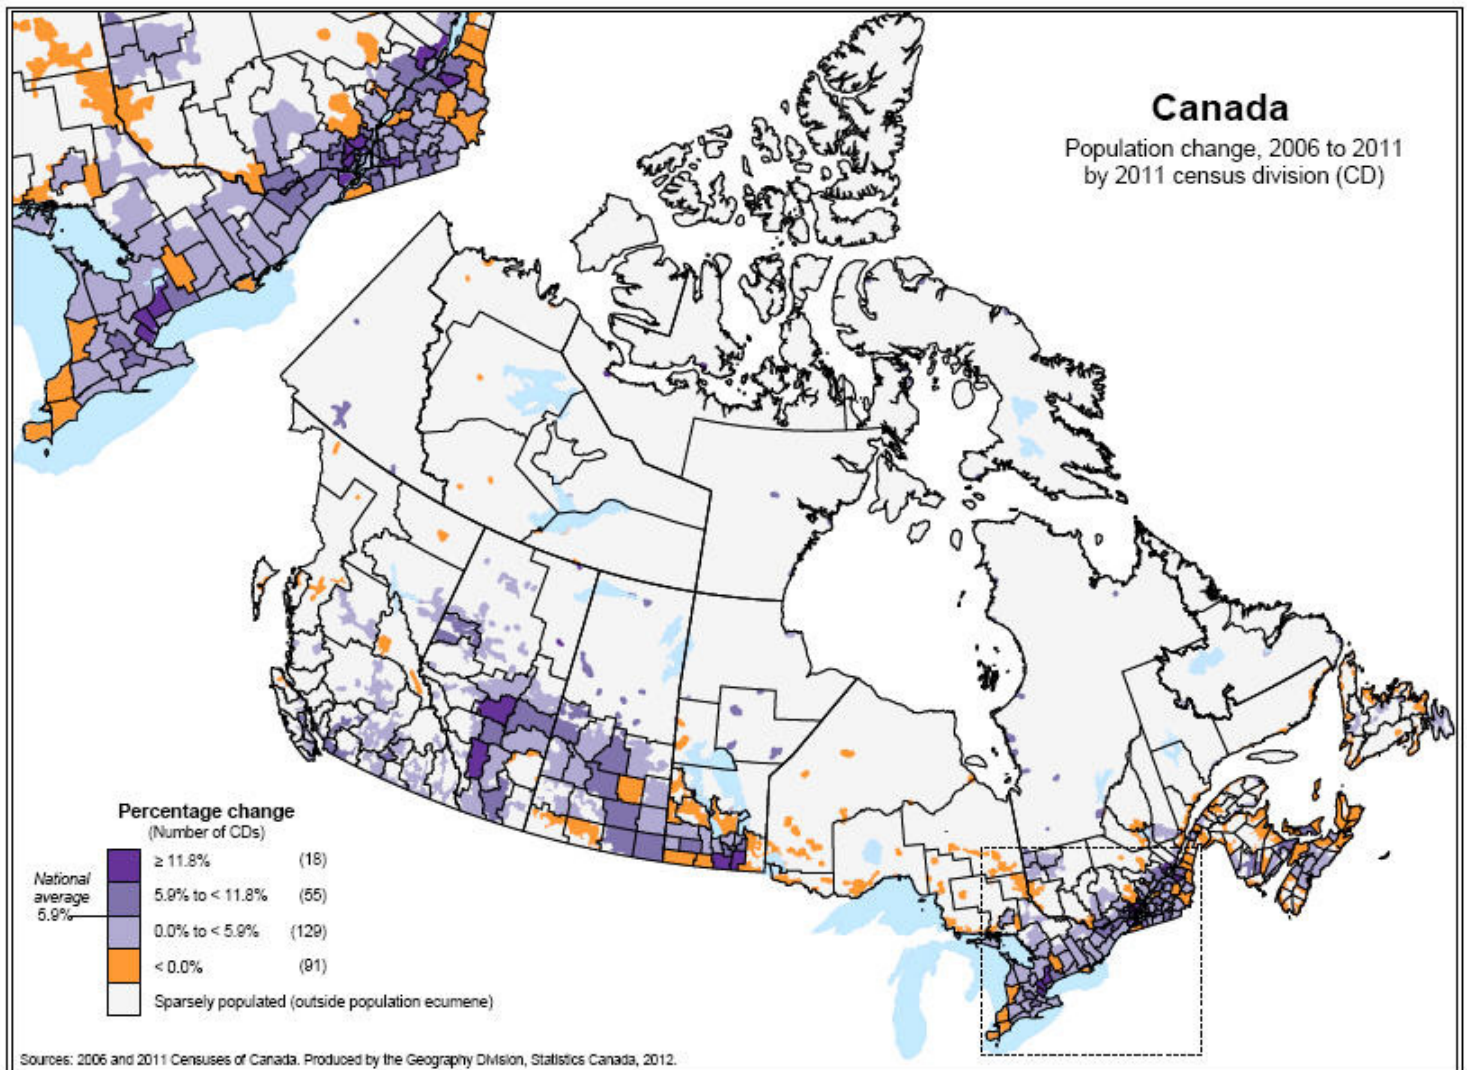 Canada
Population change, 2006 to 2011
by 2011 census division (CD)
Percentage change
(Number of CDs)
≥ 11.8% (18)
5.9% to < 11.8% (55)
0.0% to < 5.9% (129)
< 0.0% (91)
Sparsely populated (outside population ecumene)
National
average
5.9%
Sources: 2006 and 2011 Censuses of Canada. Produced by the Geography Division, Statistics Canada, 2012.